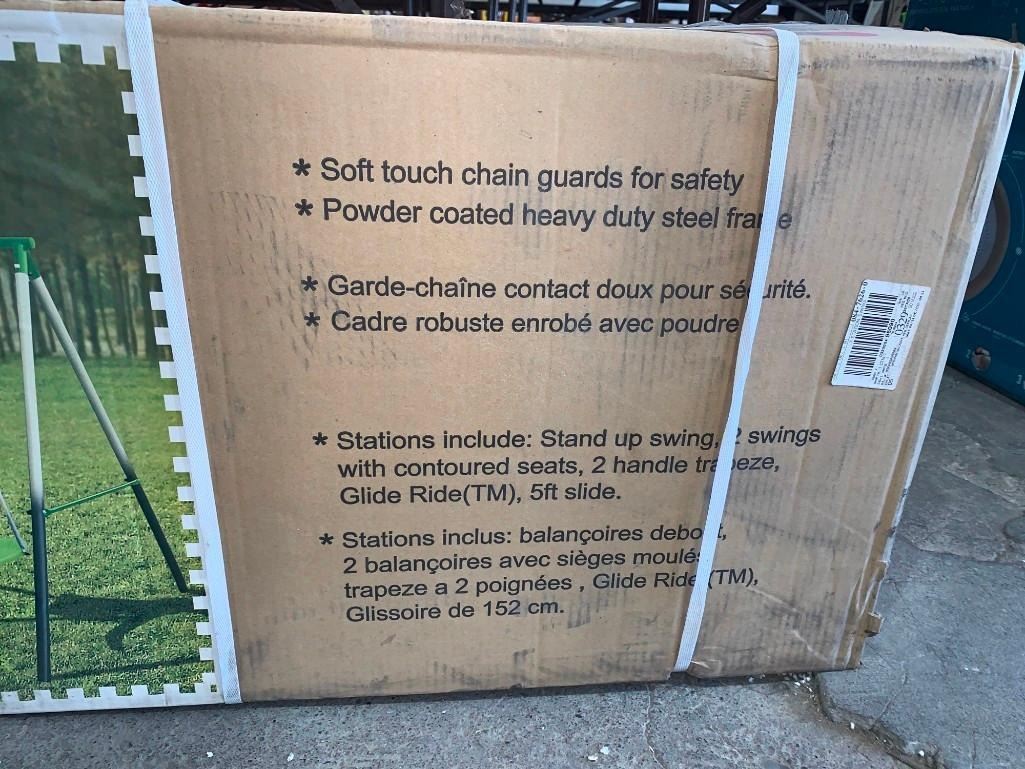 * Soft touch chain guards for safety
* Powder coated heavy duty steel frame
* Garde-chaîne contact doux pour sécurité.
* Cadre robuste enrobé avec poudre
* Stations include: Stand up swing, 2 swings
with contoured seats, 2 handle trapeze,
Glide Ride(TM), 5ft slide.
* Stations inclus: balançoires debout,
2 balançoires avec sièges moulés
trapeze a 2 poignées , Glide Ride (TM),
Glissoire de 152 cm.